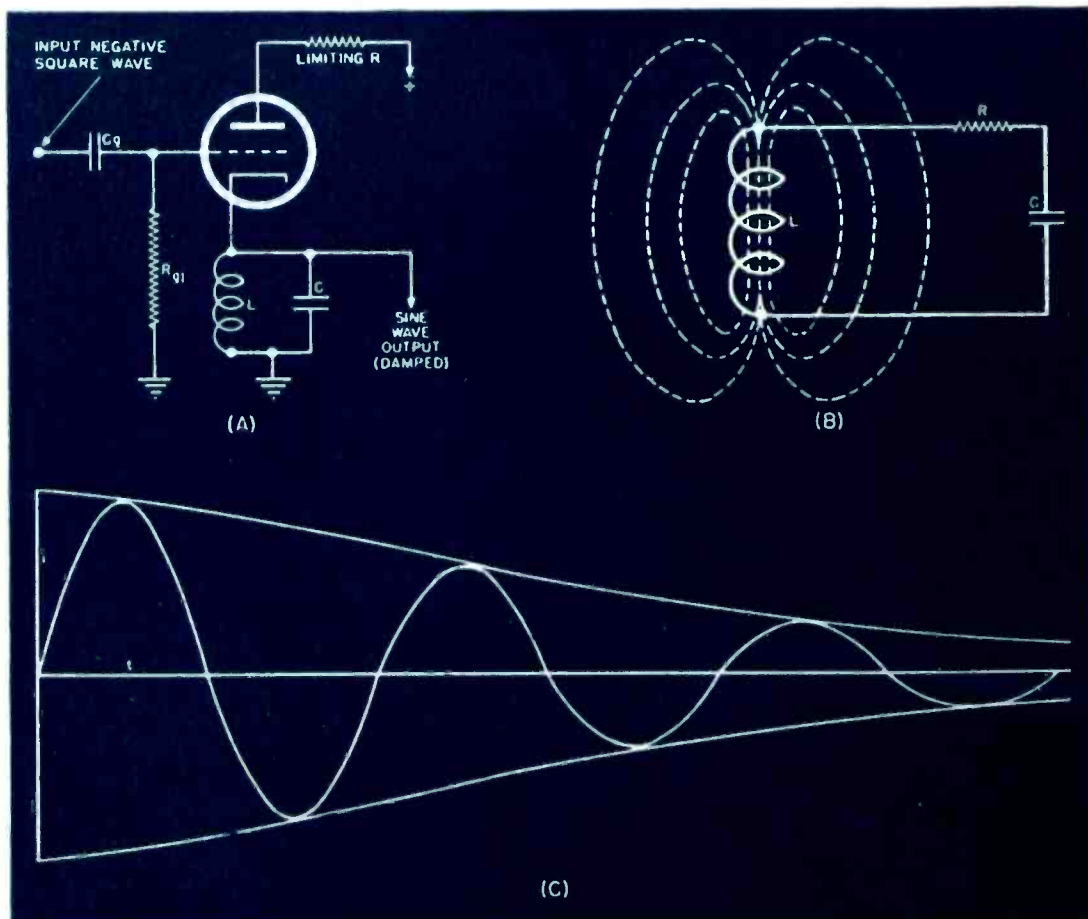 INPUT NEGATIVE
SQUARE WAVE
LIMITING R
+
Cg
Rg1
L
C
SINE
WAVE
OUTPUT
(DAMPED)
(A)
R
L
C
(B)
t
(C)